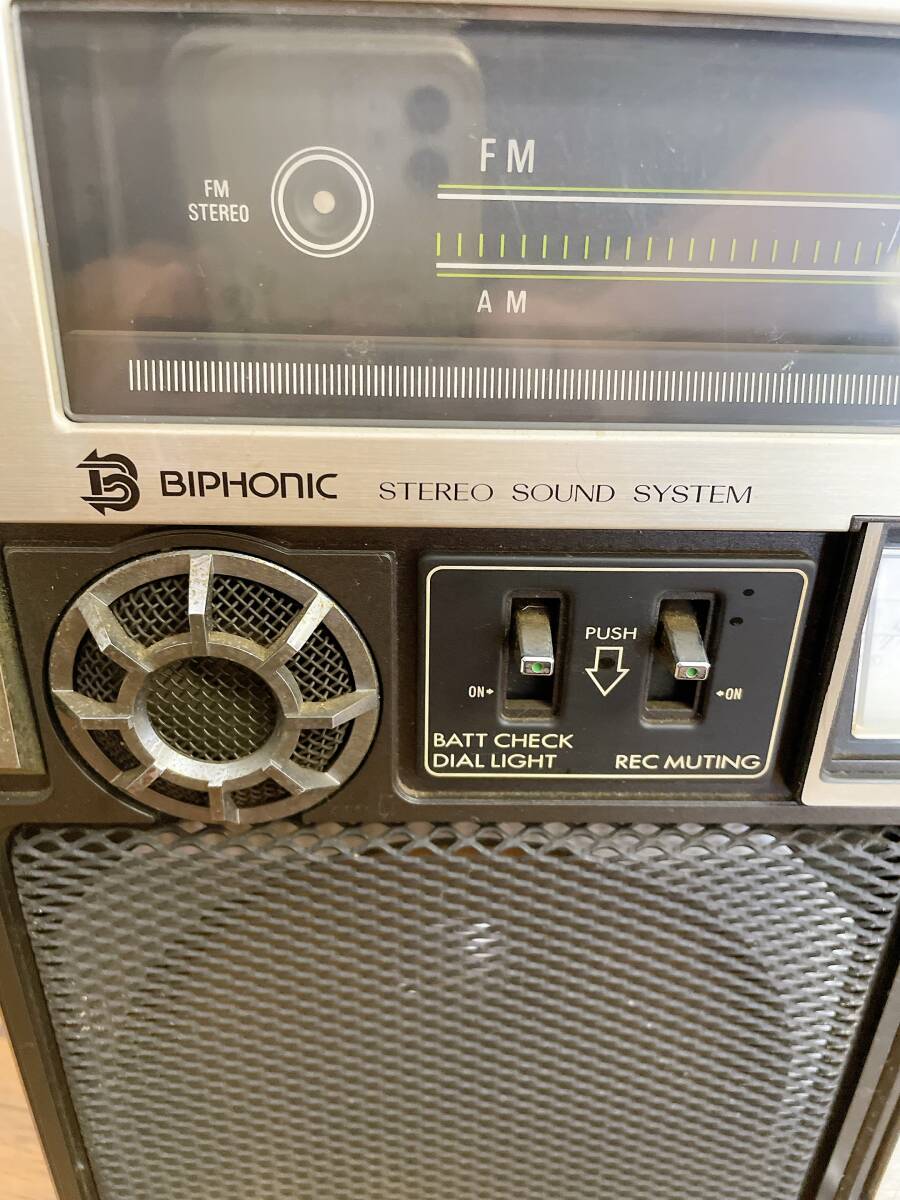 FM
FM
STEREO
AM
BIPHONIC STEREO SOUND SYSTEM
PUSH
ON
ON
BATT CHECK
DIAL LIGHT
REC MUTING